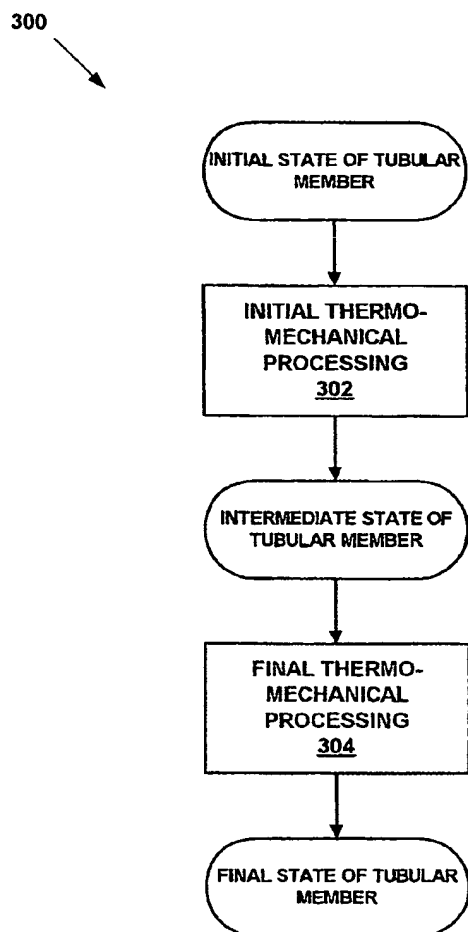 300
INITIAL STATE OF TUBULAR
MEMBER
INITIAL THERMO-
MECHANICAL
PROCESSING
302
INTERMEDIATE STATE OF
TUBULAR MEMBER
FINAL THERMO-
MECHANICAL
PROCESSING
304
FINAL STATE OF TUBULAR
MEMBER